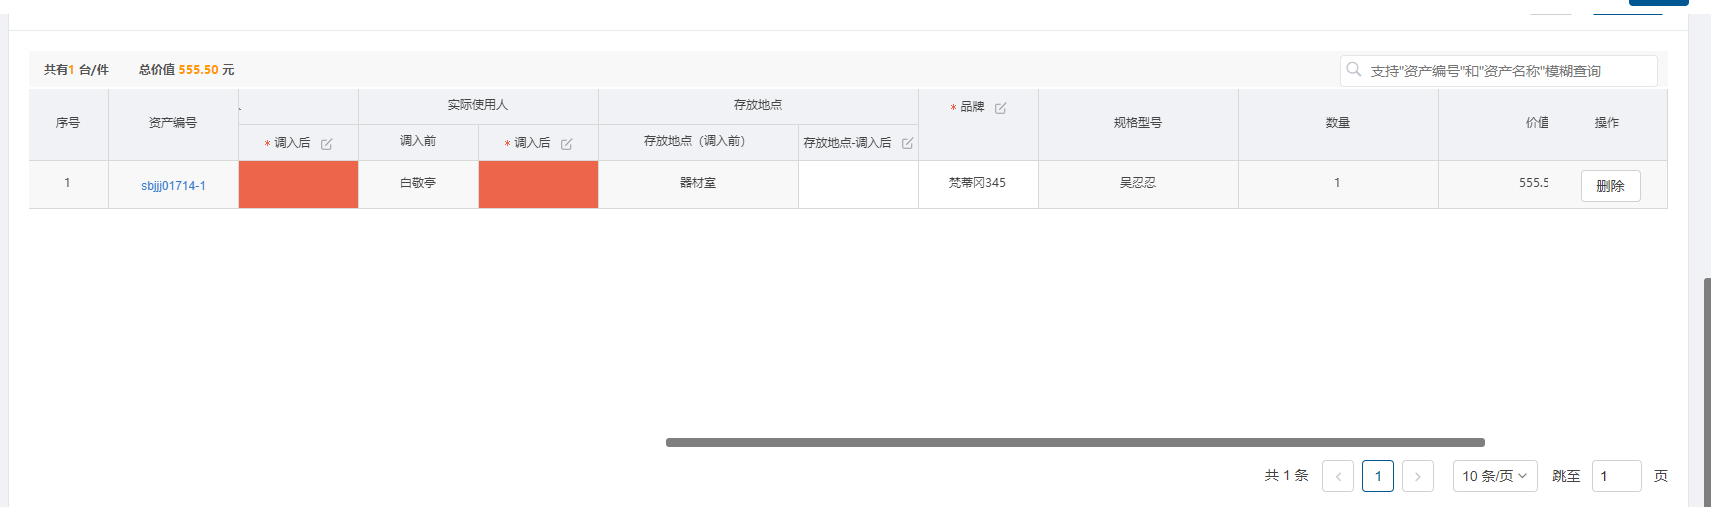 共有1 台/件 总价值 555.50 元
支持"资产编号"和"资产名称"模糊查询
序号 资产编号 实际使用人 存放地点 * 品牌 规格型号 数量 价值 操作
* 调入后 调入前 * 调入后 存放地点（调入前） 存放地点-调入后
1 sbjjj01714-1 白敬亭 器材室 梵蒂冈345 吴忍忍 1 555.5 删除
共 1 条 1 10 条/页 跳至 1 页